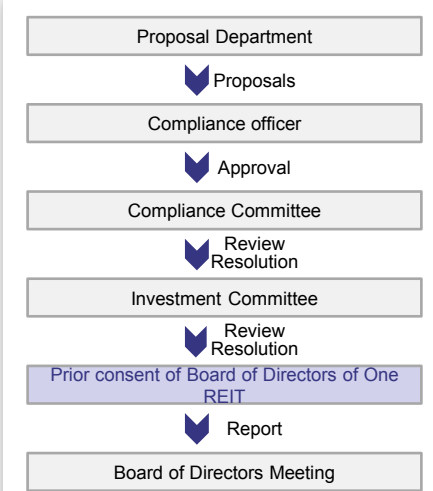 Proposal Department
Proposals
Compliance officer
Approval
Compliance Committee
Review
Resolution
Investment Committee
Review
Resolution
Prior consent of Board of Directors of One
REIT
Report
Board of Directors Meeting